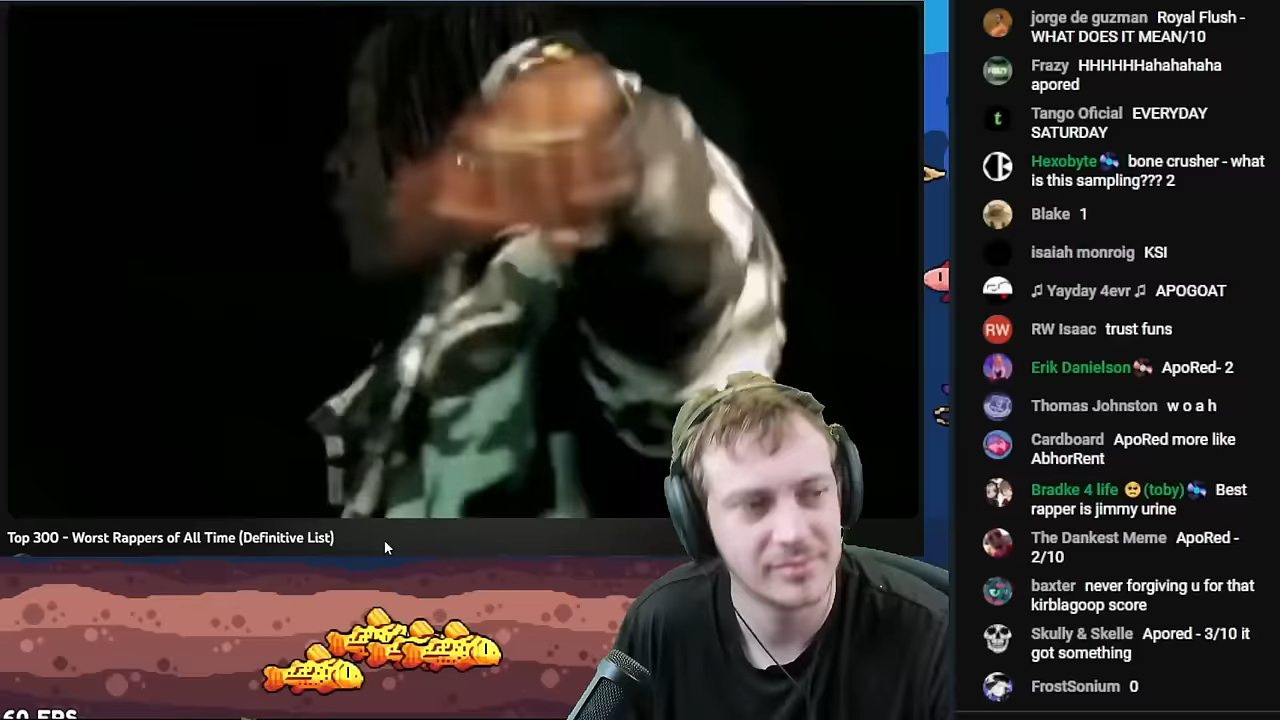 jorge de guzman Royal Flush -
WHAT DOES IT MEAN/10
Frazy HHHHHHahahahaha
apored
Tango Oficial EVERYDAY
SATURDAY
Hexobyte bone crusher - what
is this sampling??? 2
Blake 1
isaiah monroig KSI
♫ Yayday 4evr ♫ APOGOAT
RW
RW Isaac trust funs
Erik Danielson ApoRed- 2
Thomas Johnston w o a h
Cardboard ApoRed more like
AbhorRent
Bradke 4 life 🥺 (toby) Best
rapper is jimmy urine
The Dankest Meme ApoRed -
2/10
baxter never forgiving u for that
kirblagoop score
Skully & Skelle Apored - 3/10 it
got something
FrostSonium 0
t
Top 300 - Worst Rappers of All Time (Definitive List)
60 FPS